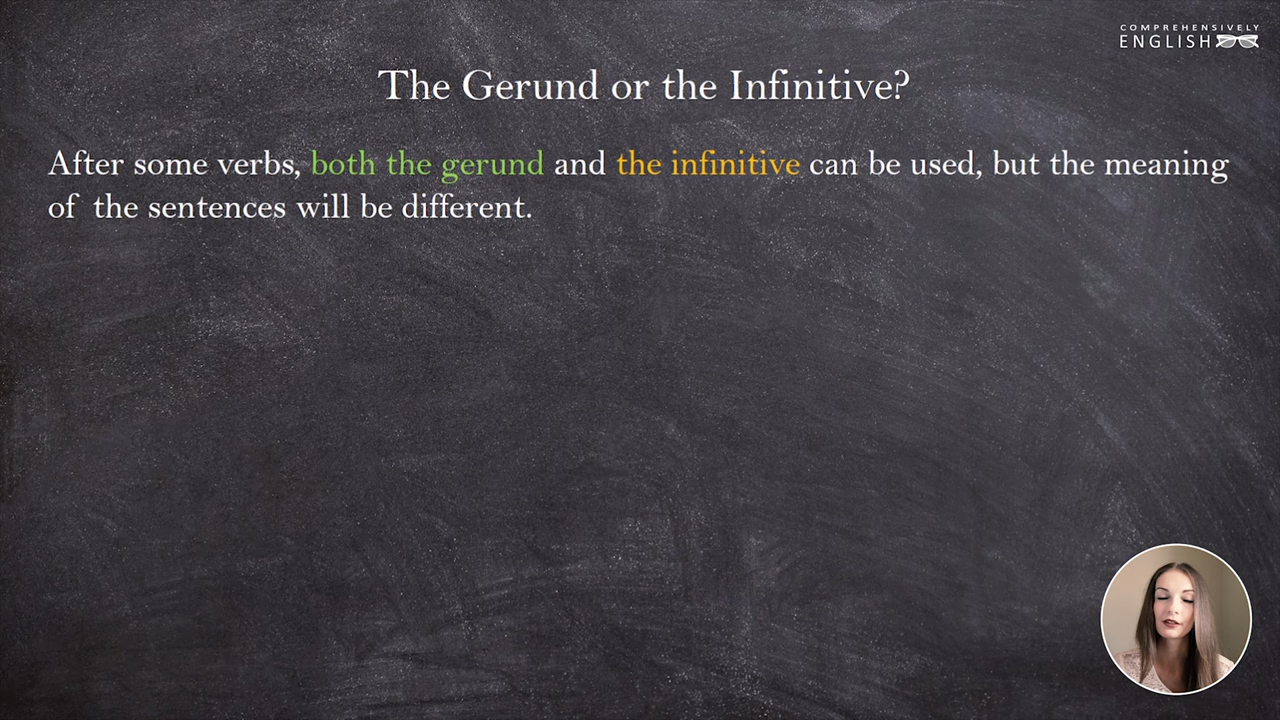 COMPREHENSIVELY
ENGLISH
The Gerund or the Infinitive?
After some verbs, both the gerund and the infinitive can be used, but the meaning
of the sentences will be different.